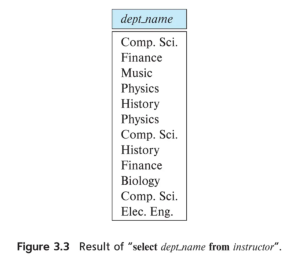 dept_name
Comp. Sci.
Finance
Music
Physics
History
Physics
Comp. Sci.
History
Finance
Biology
Comp. Sci.
Elec. Eng.
Figure 3.3 Result of “select dept_name from instructor”.